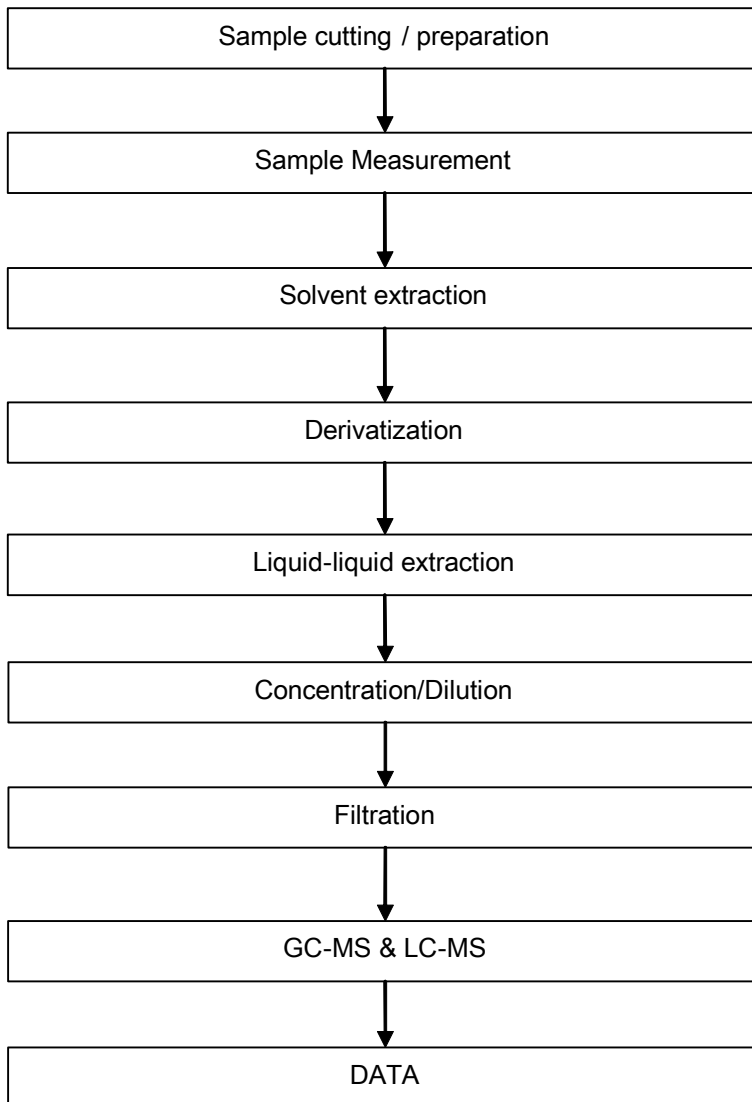 Sample cutting / preparation
Sample Measurement
Solvent extraction
Derivatization
Liquid-liquid extraction
Concentration/Dilution
Filtration
GC-MS & LC-MS
DATA